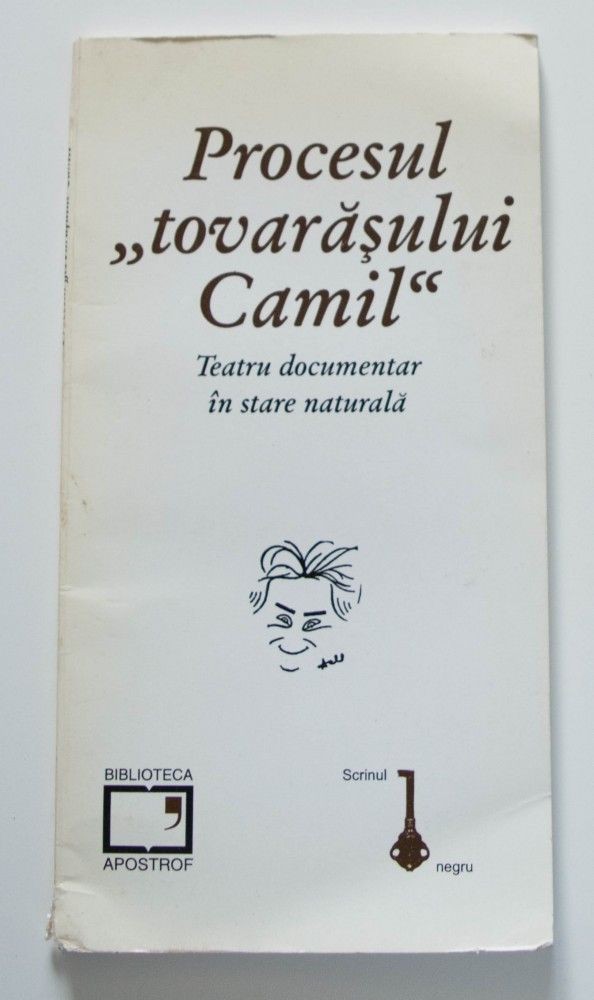 Procesul
„tovarăşului
Camil“
Teatru documentar
în stare naturală
BIBLIOTECA
APOSTROF
Scrinul
negru